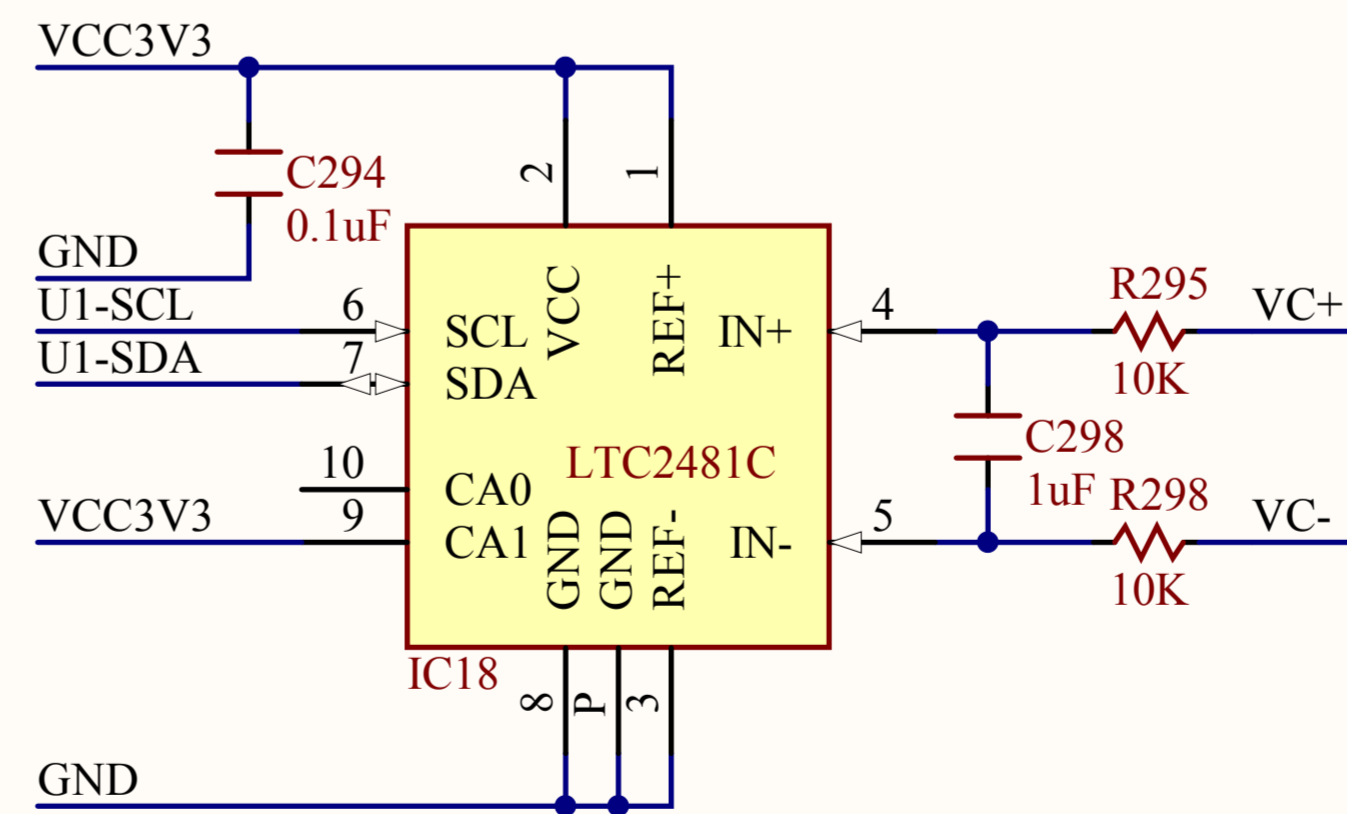 VCC3V3
C294
0.1uF
2
1
GND
U1-SCL
6
U1-SDA
7
SCL
SDA
VCC
REF+
IN+
4
R295
10K
VC+
10
CA0
LTC2481C
C298
1uF
VCC3V3
9
CA1
GND
GND
REF-
IN-
5
R298
10K
VC-
IC18
8
P
3
GND